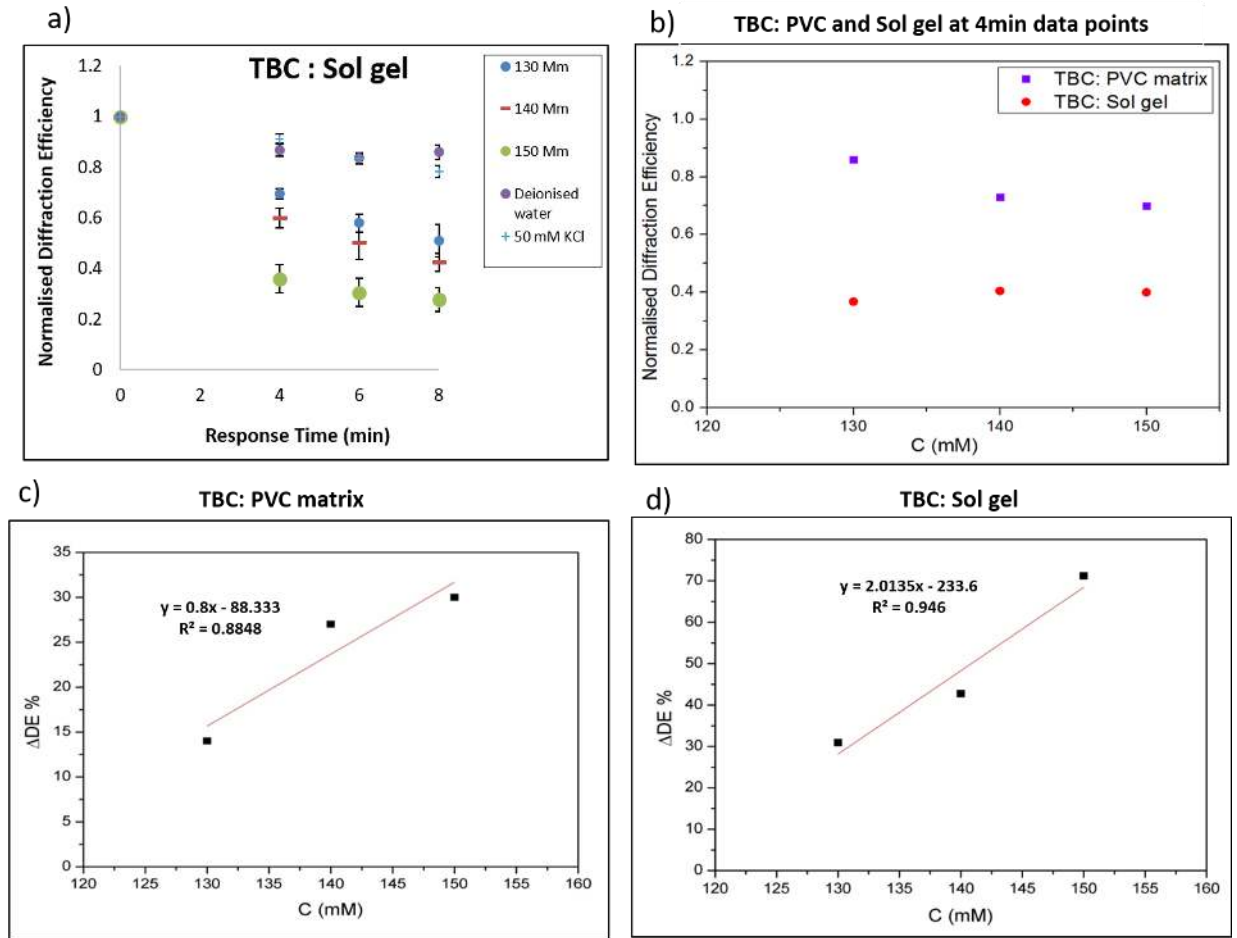 a)
TBC : Sol gel
Normalised Diffraction Efficiency
1.2
1
0.8
0.6
0.4
0.2
0
0
2
4
6
8
Response Time (min)
130 Mm
140 Mm
150 Mm
Deionised
water
50 mM KCl
b)
TBC: PVC and Sol gel at 4min data points
Normalised Diffraction Efficiency
1.2
1.0
0.8
0.6
0.4
0.2
0.0
120
130
140
150
C (mM)
TBC: PVC matrix
TBC: Sol gel
c)
TBC: PVC matrix
ΔDE %
35
30
25
20
15
10
5
0
y = 0.8x - 88.333
R² = 0.8848
120
125
130
135
140
145
150
155
160
C (mM)
d)
TBC: Sol gel
ΔDE %
80
70
60
50
40
30
20
10
0
y = 2.0135x - 233.6
R² = 0.946
120
125
130
135
140
145
150
155
160
C (mM)